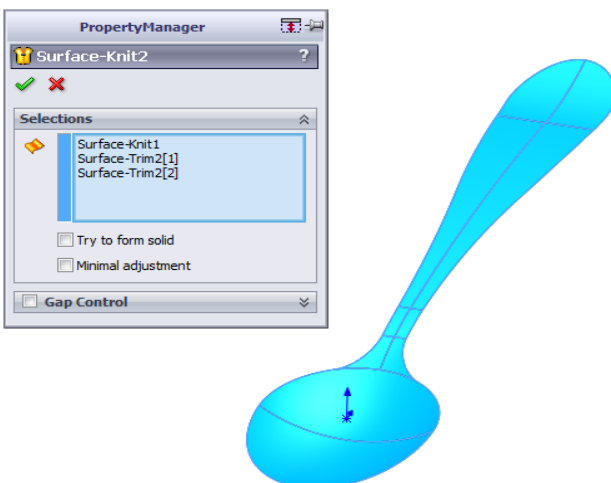 PropertyManager
Surface-Knit2 ?
Selections
Surface-Knit1
Surface-Trim2[1]
Surface-Trim2[2]
Try to form solid
Minimal adjustment
Gap Control